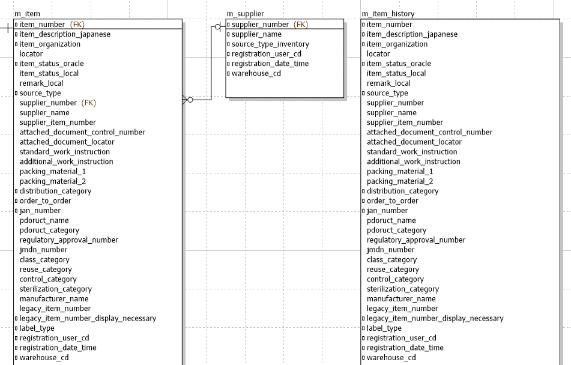 m_item
item_number (FK)
item_description_japanese
item_organization
locator
item_status_oracle
item_status_local
remark_local
source_type
supplier_number (FK)
supplier_name
supplier_item_number
attached_document_control_number
attached_document_locator
standard_work_instruction
additional_work_instruction
packing_material_1
packing_material_2
distribution_category
order_to_order
jan_number
pdoruct_name
pdoruct_category
regulatory_approval_number
jmdn_number
class_category
reuse_category
control_category
sterilization_category
manufacturer_name
legacy_item_number
legacy_item_number_display_necessary
label_type
registration_user_cd
registration_date_time
warehouse_cd
m_supplier
supplier_number (FK)
supplier_name
source_type_inventory
registration_user_cd
registration_date_time
warehouse_cd
m_item_history
item_number
item_description_japanese
item_organization
locator
item_status_oracle
item_status_local
remark_local
source_type
supplier_number
supplier_name
supplier_item_number
attached_document_control_number
attached_document_locator
standard_work_instruction
additional_work_instruction
packing_material_1
packing_material_2
distribution_category
order_to_order
jan_number
pdoruct_name
pdoruct_category
regulatory_approval_number
jmdn_number
class_category
reuse_category
control_category
sterilization_category
manufacturer_name
legacy_item_number
legacy_item_number_display_necessary
label_type
registration_user_cd
registration_date_time
warehouse_cd